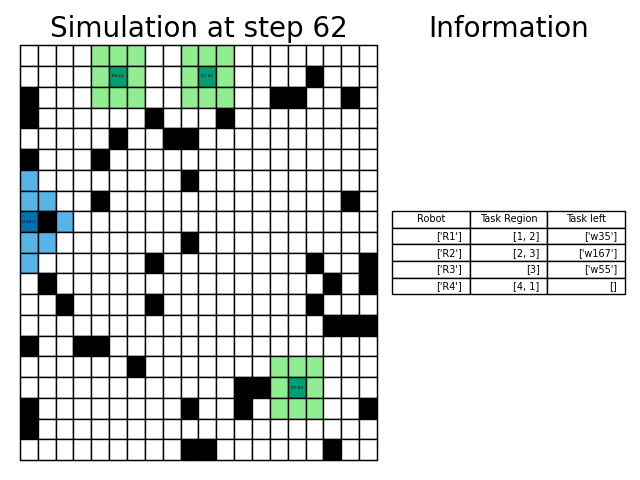 Simulation at step 62
Information
Robot Task Region Task left
['R1'] [1, 2] ['w35']
['R2'] [2, 3] ['w167']
['R3'] [3] ['w55']
['R4'] [4, 1] []